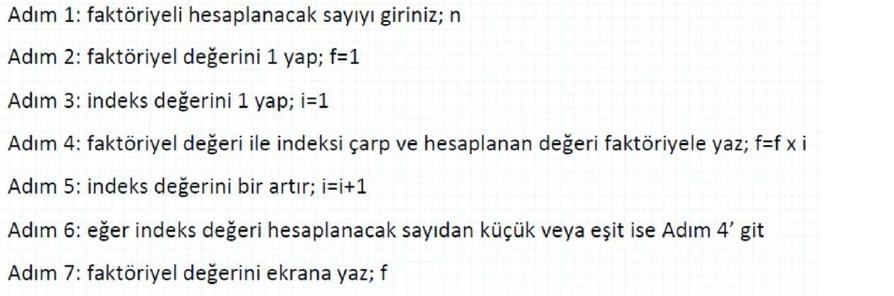 Adım 1: faktöriyeli hesaplanacak sayıyı giriniz; n
Adım 2: faktöriyel değerini 1 yap; f=1
Adım 3: indeks değerini 1 yap; i=1
Adım 4: faktöriyel değeri ile indeksi çarp ve hesaplanan değeri faktöriyele yaz; f=f x i
Adım 5: indeks değerini bir artır; i=i+1
Adım 6: eğer indeks değeri hesaplanacak sayıdan küçük veya eşit ise Adım 4’ git
Adım 7: faktöriyel değerini ekrana yaz; f